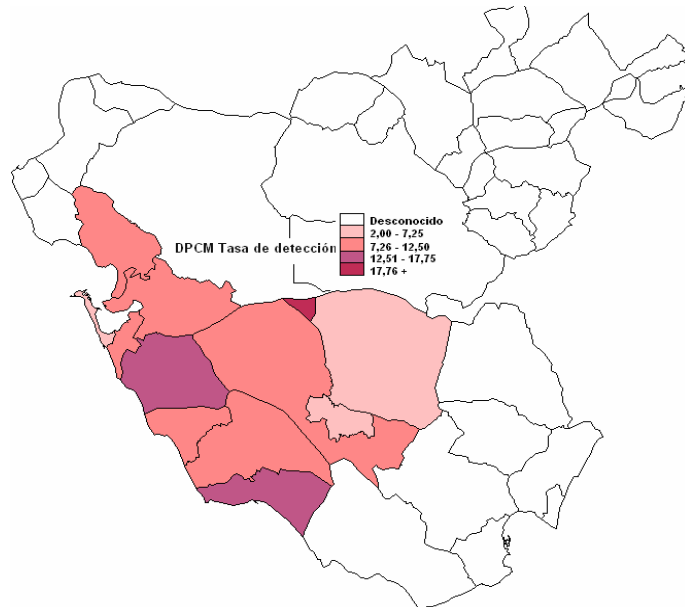 Desconocido
2,00 - 7,25
DPCM Tasa de detección
7,26 - 12,50
12,51 - 17,75
17,76 +